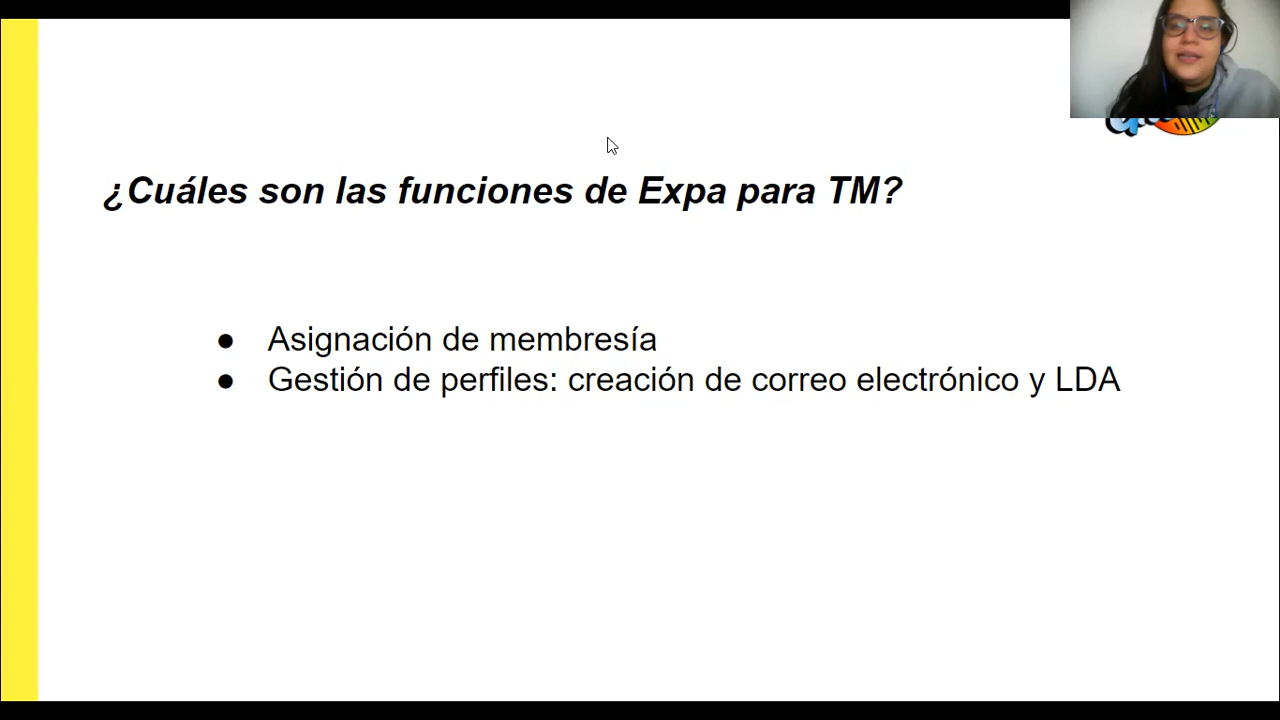 ¿Cuáles son las funciones de Expa para TM?
● Asignación de membresía
● Gestión de perfiles: creación de correo electrónico y LDA